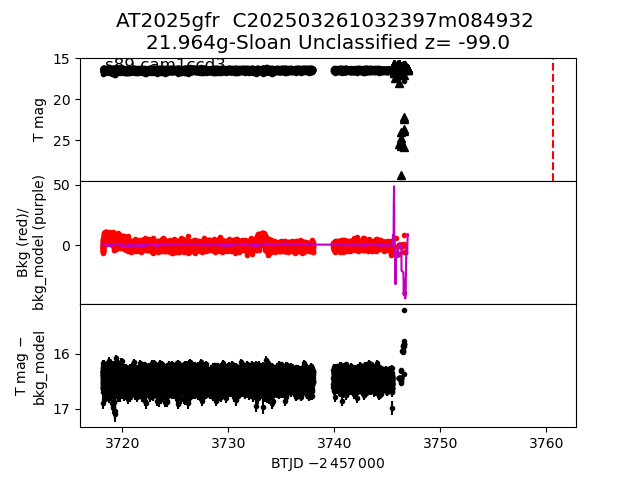 AT2025gfr  C202503261032397m084932
21.964g-Sloan Unclassified z= -99.0
s89 cam1ccd3
15
20
25
T mag
50
0
Bkg (red)/
bkg_model (purple)
16
17
T mag −
bkg_model
3720
3730
3740
3750
3760
BTJD −2 457 000